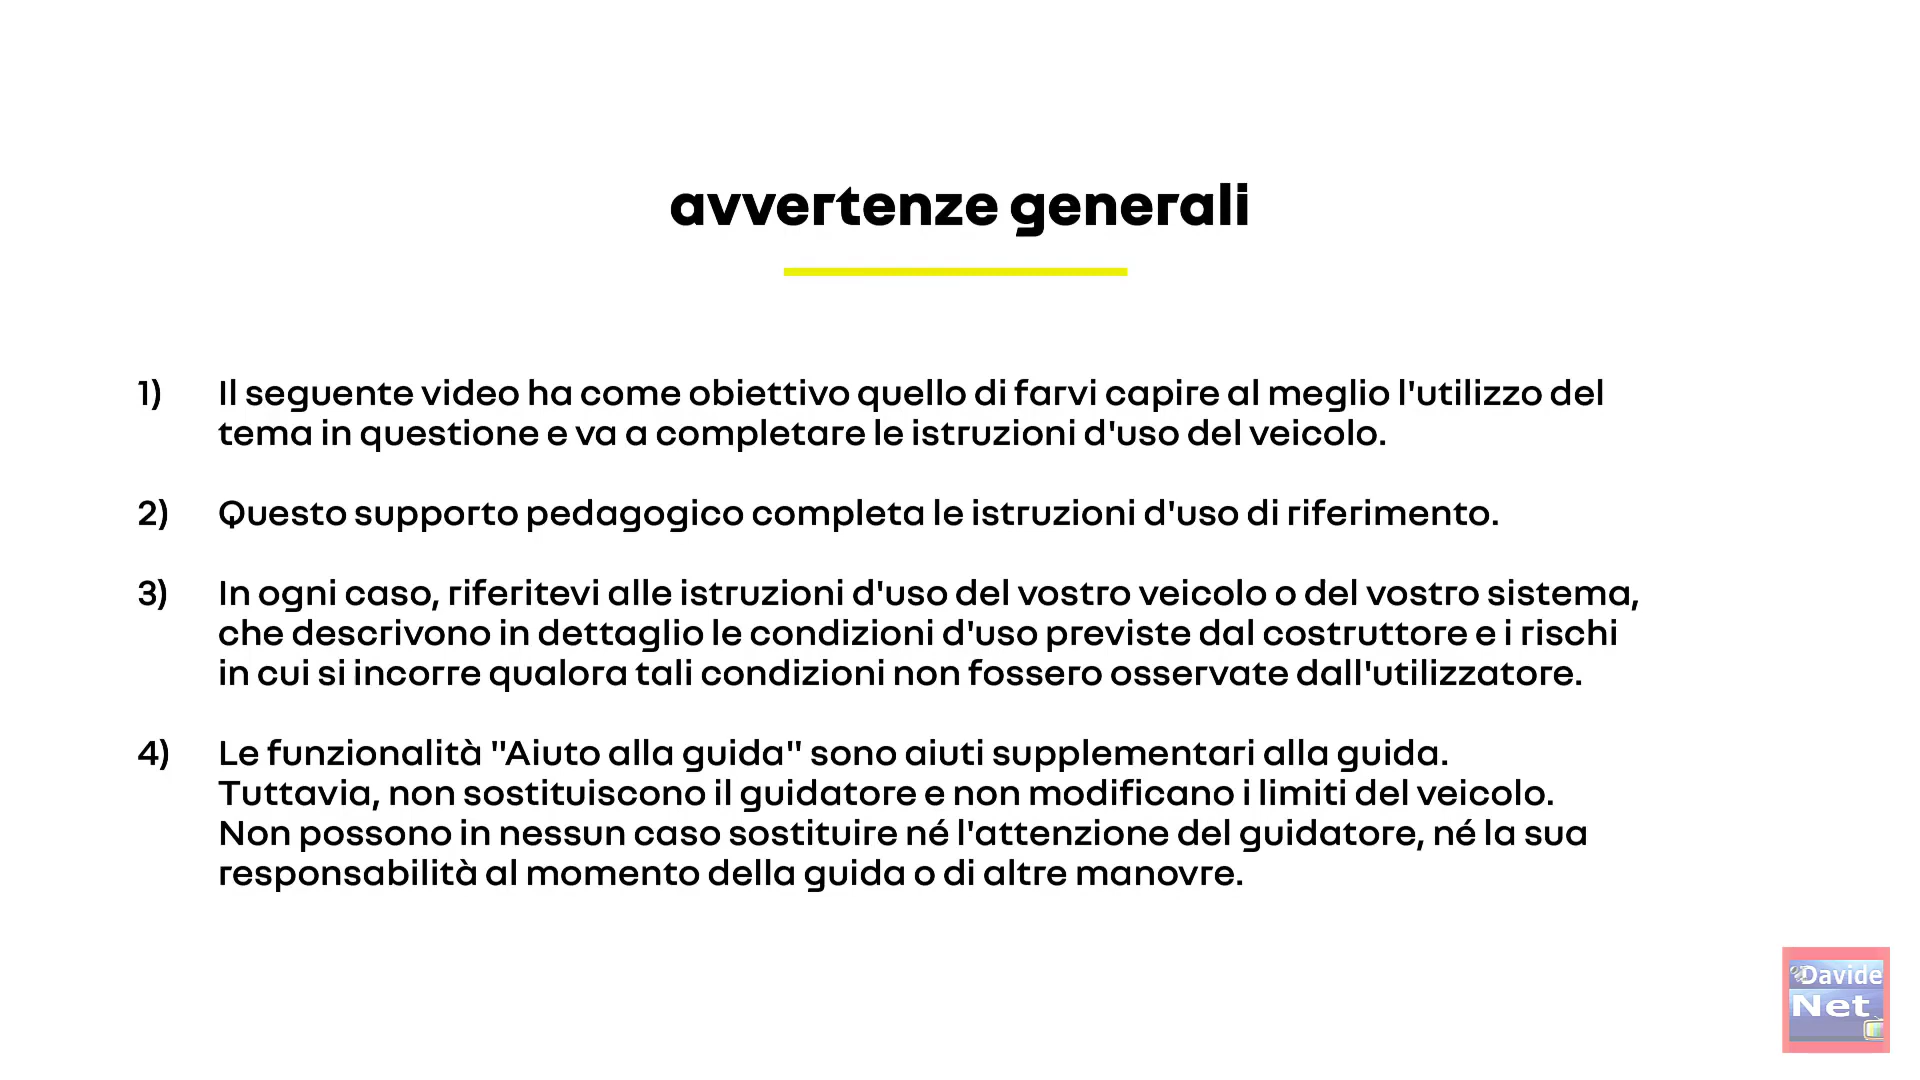 avvertenze generali
1) Il seguente video ha come obiettivo quello di farvi capire al meglio l'utilizzo del
tema in questione e va a completare le istruzioni d'uso del veicolo.
2) Questo supporto pedagogico completa le istruzioni d'uso di riferimento.
3) In ogni caso, riferitevi alle istruzioni d'uso del vostro veicolo o del vostro sistema,
che descrivono in dettaglio le condizioni d'uso previste dal costruttore e i rischi
in cui si incorre qualora tali condizioni non fossero osservate dall'utilizzatore.
4) Le funzionalità "Aiuto alla guida" sono aiuti supplementari alla guida.
Tuttavia, non sostituiscono il guidatore e non modificano i limiti del veicolo.
Non possono in nessun caso sostituire né l'attenzione del guidatore, né la sua
responsabilità al momento della guida o di altre manovre.
Davide
Net